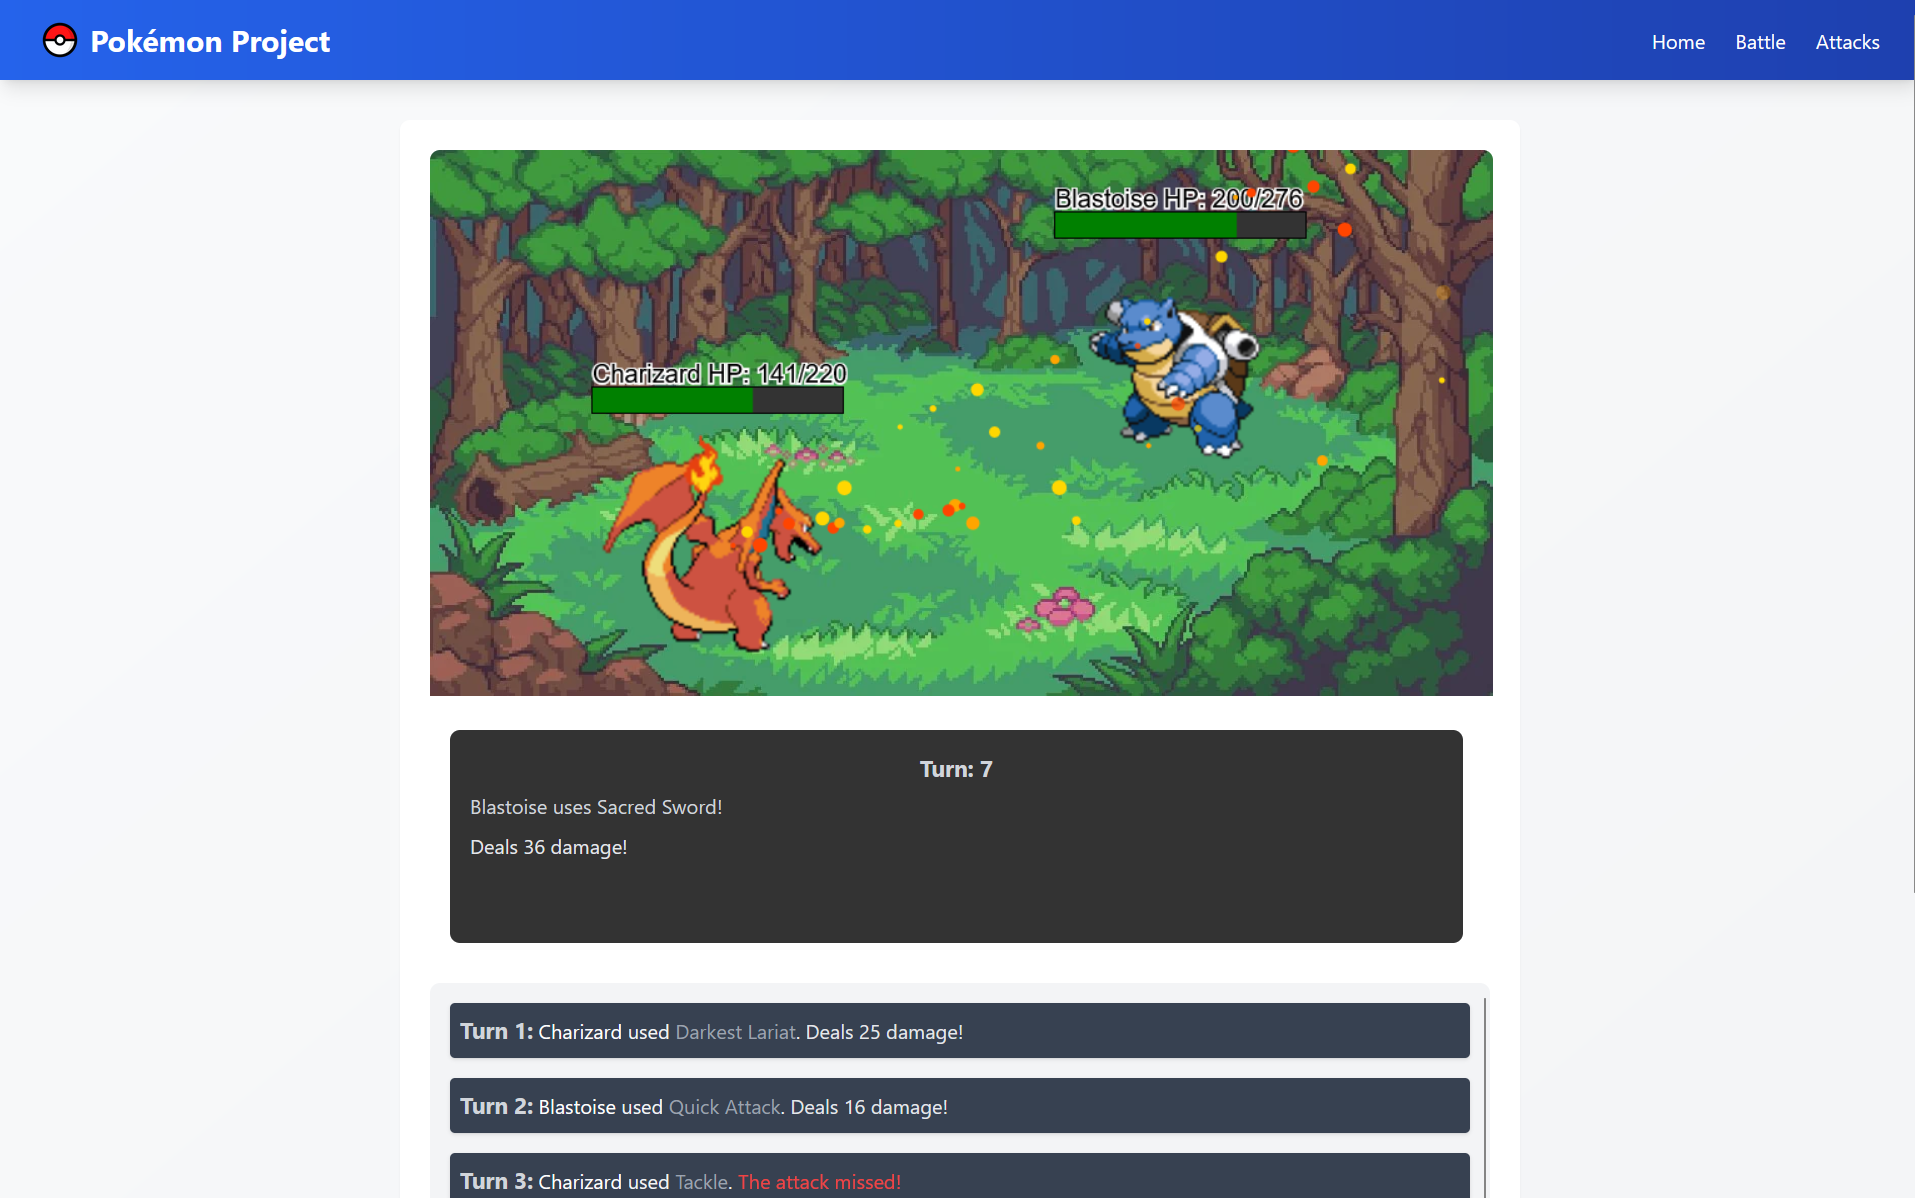 Pokémon Project
Home Battle Attacks
Blastoise HP: 200/276
Charizard HP: 141/220
Turn: 7
Blastoise uses Sacred Sword!
Deals 36 damage!
Turn 1: Charizard used Darkest Lariat. Deals 25 damage!
Turn 2: Blastoise used Quick Attack. Deals 16 damage!
Turn 3: Charizard used Tackle. The attack missed!